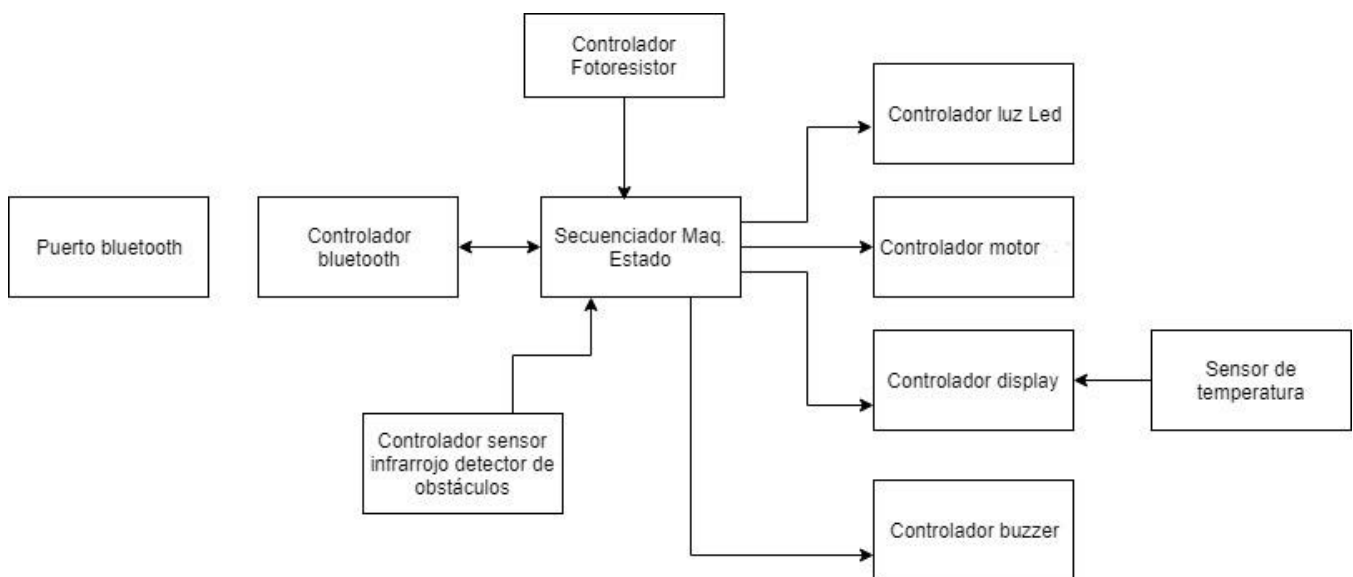 Controlador
Fotoresistor
Controlador luz Led
Puerto bluetooth
Controlador
bluetooth
Secuenciador Maq.
Estado
Controlador motor
Controlador display
Sensor de
temperatura
Controlador sensor
infrarrojo detector de
obstáculos
Controlador buzzer